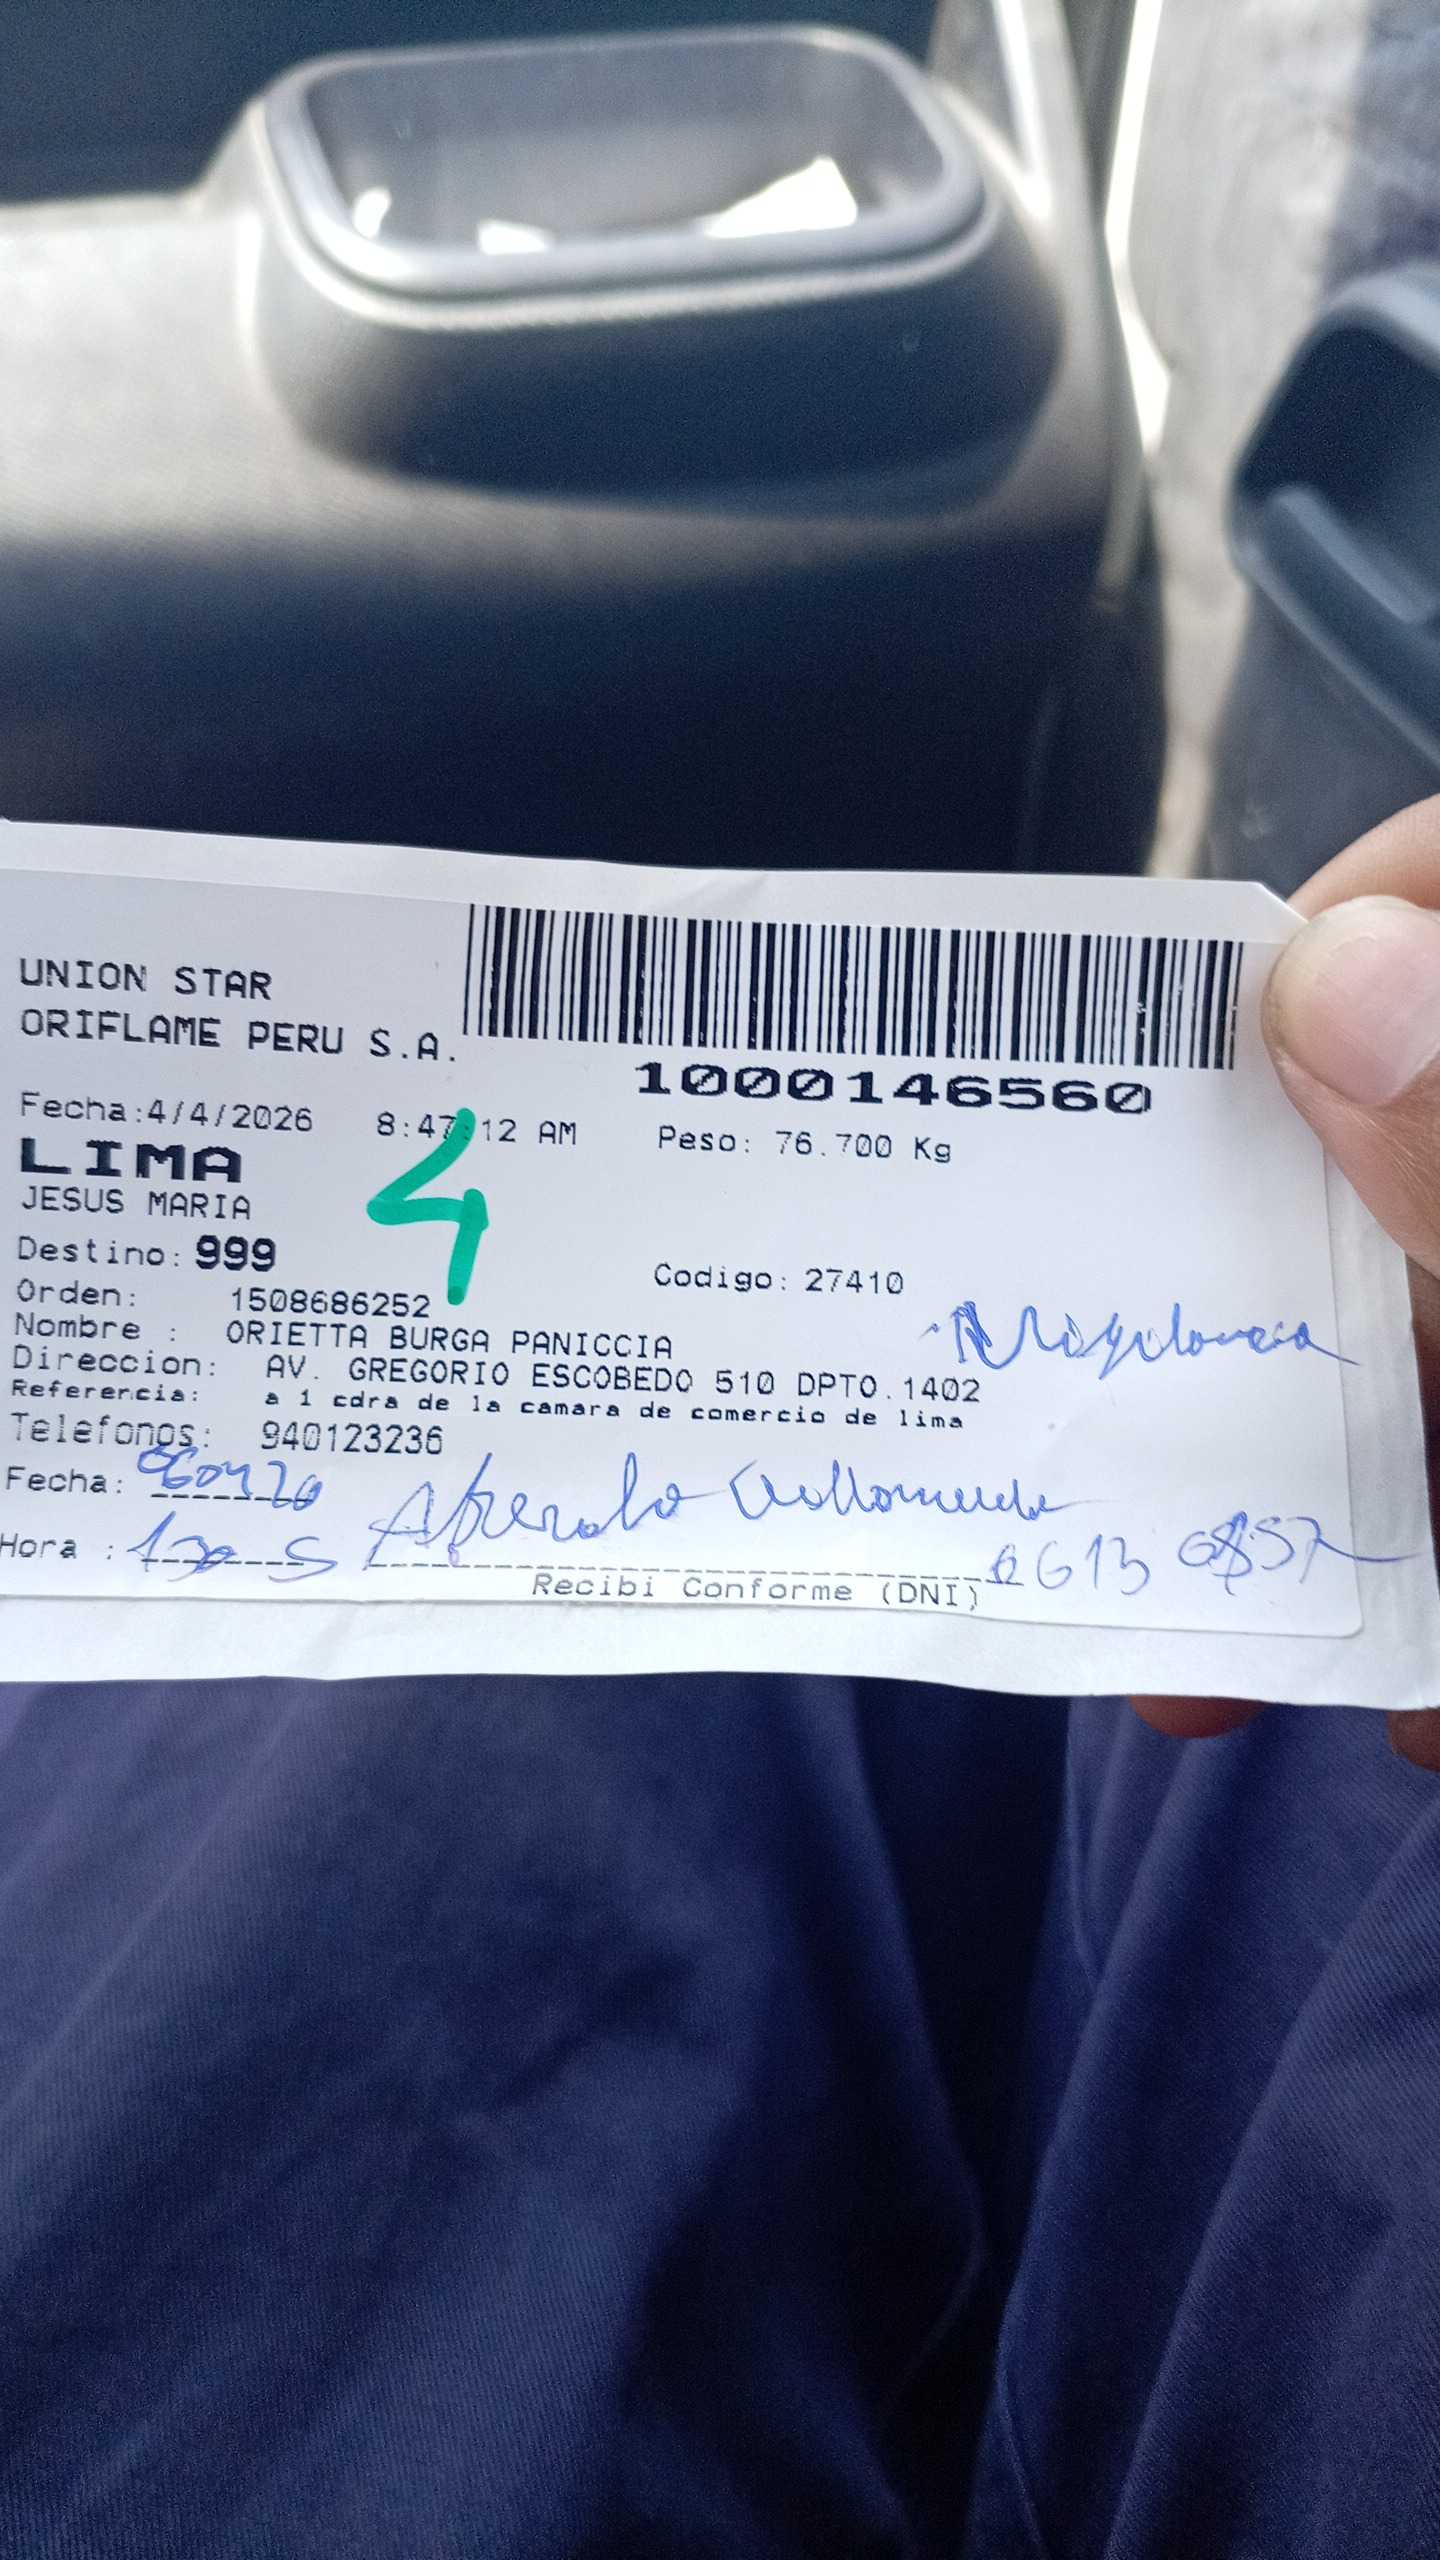 UNION STAR
ORIFLAME PERU S.A.
1000146560
Fecha:4/4/2026 8:47:12 AM Peso: 76.700 Kg
LIMA
4
JESUS MARIA
Destino: 999
Codigo: 27410
Orden: 1508686252
Nombre : ORIETTA BURGA PANICCIA
Direccion: AV. GREGORIO ESCOBEDO 510 DPTO.1402
Referencia: a 1 cdra de la camara de comercio de lima
Telefonos: 940123236
Fecha:
Hora :
Recibi Conforme (DNI)